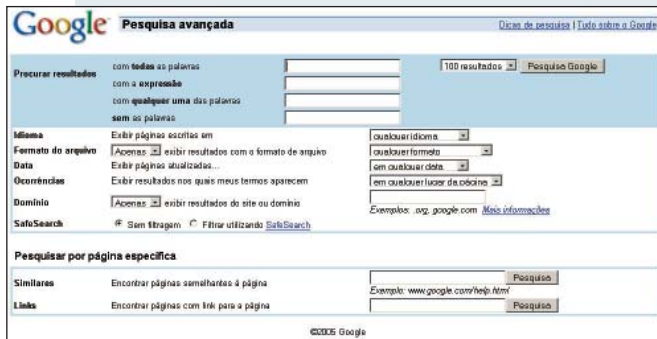 Google Pesquisa avançada Dicas de pesquisa | Tudo sobre o Google
Procurar resultados com todas as palavras 100 resultados Pesquisa Google
com a expressão
com qualquer uma das palavras
sem as palavras
Idioma Exibir páginas escritas em qualquer idioma
Formato do arquivo Apenas exibir resultados com o formato de arquivo qualquer formato
Data Exibir páginas atualizadas... em qualquer data
Ocorrências Exibir resultados nos quais meus termos aparecem em qualquer lugar da página
Domínio Apenas exibir resultados do site ou domínio
Exemplos: .org, google.com Mais informações
SafeSearch Sem filtragem Filtrar utilizando SafeSearch
Pesquisar por página específica
Similares Encontrar páginas semelhantes à página Pesquisa
Exemplo: www.google.com/help.html
Links Encontrar páginas com link para a página Pesquisa
©2005 Google